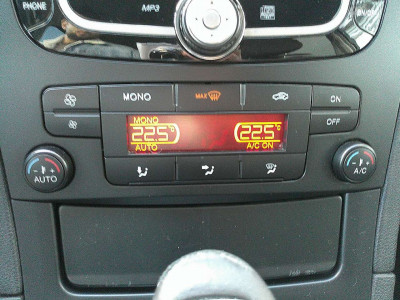 PHONE
MP3
MONO MAX ON
MONO
22.5°C 22.5°C
AUTO A/C ON
OFF
AUTO A/C